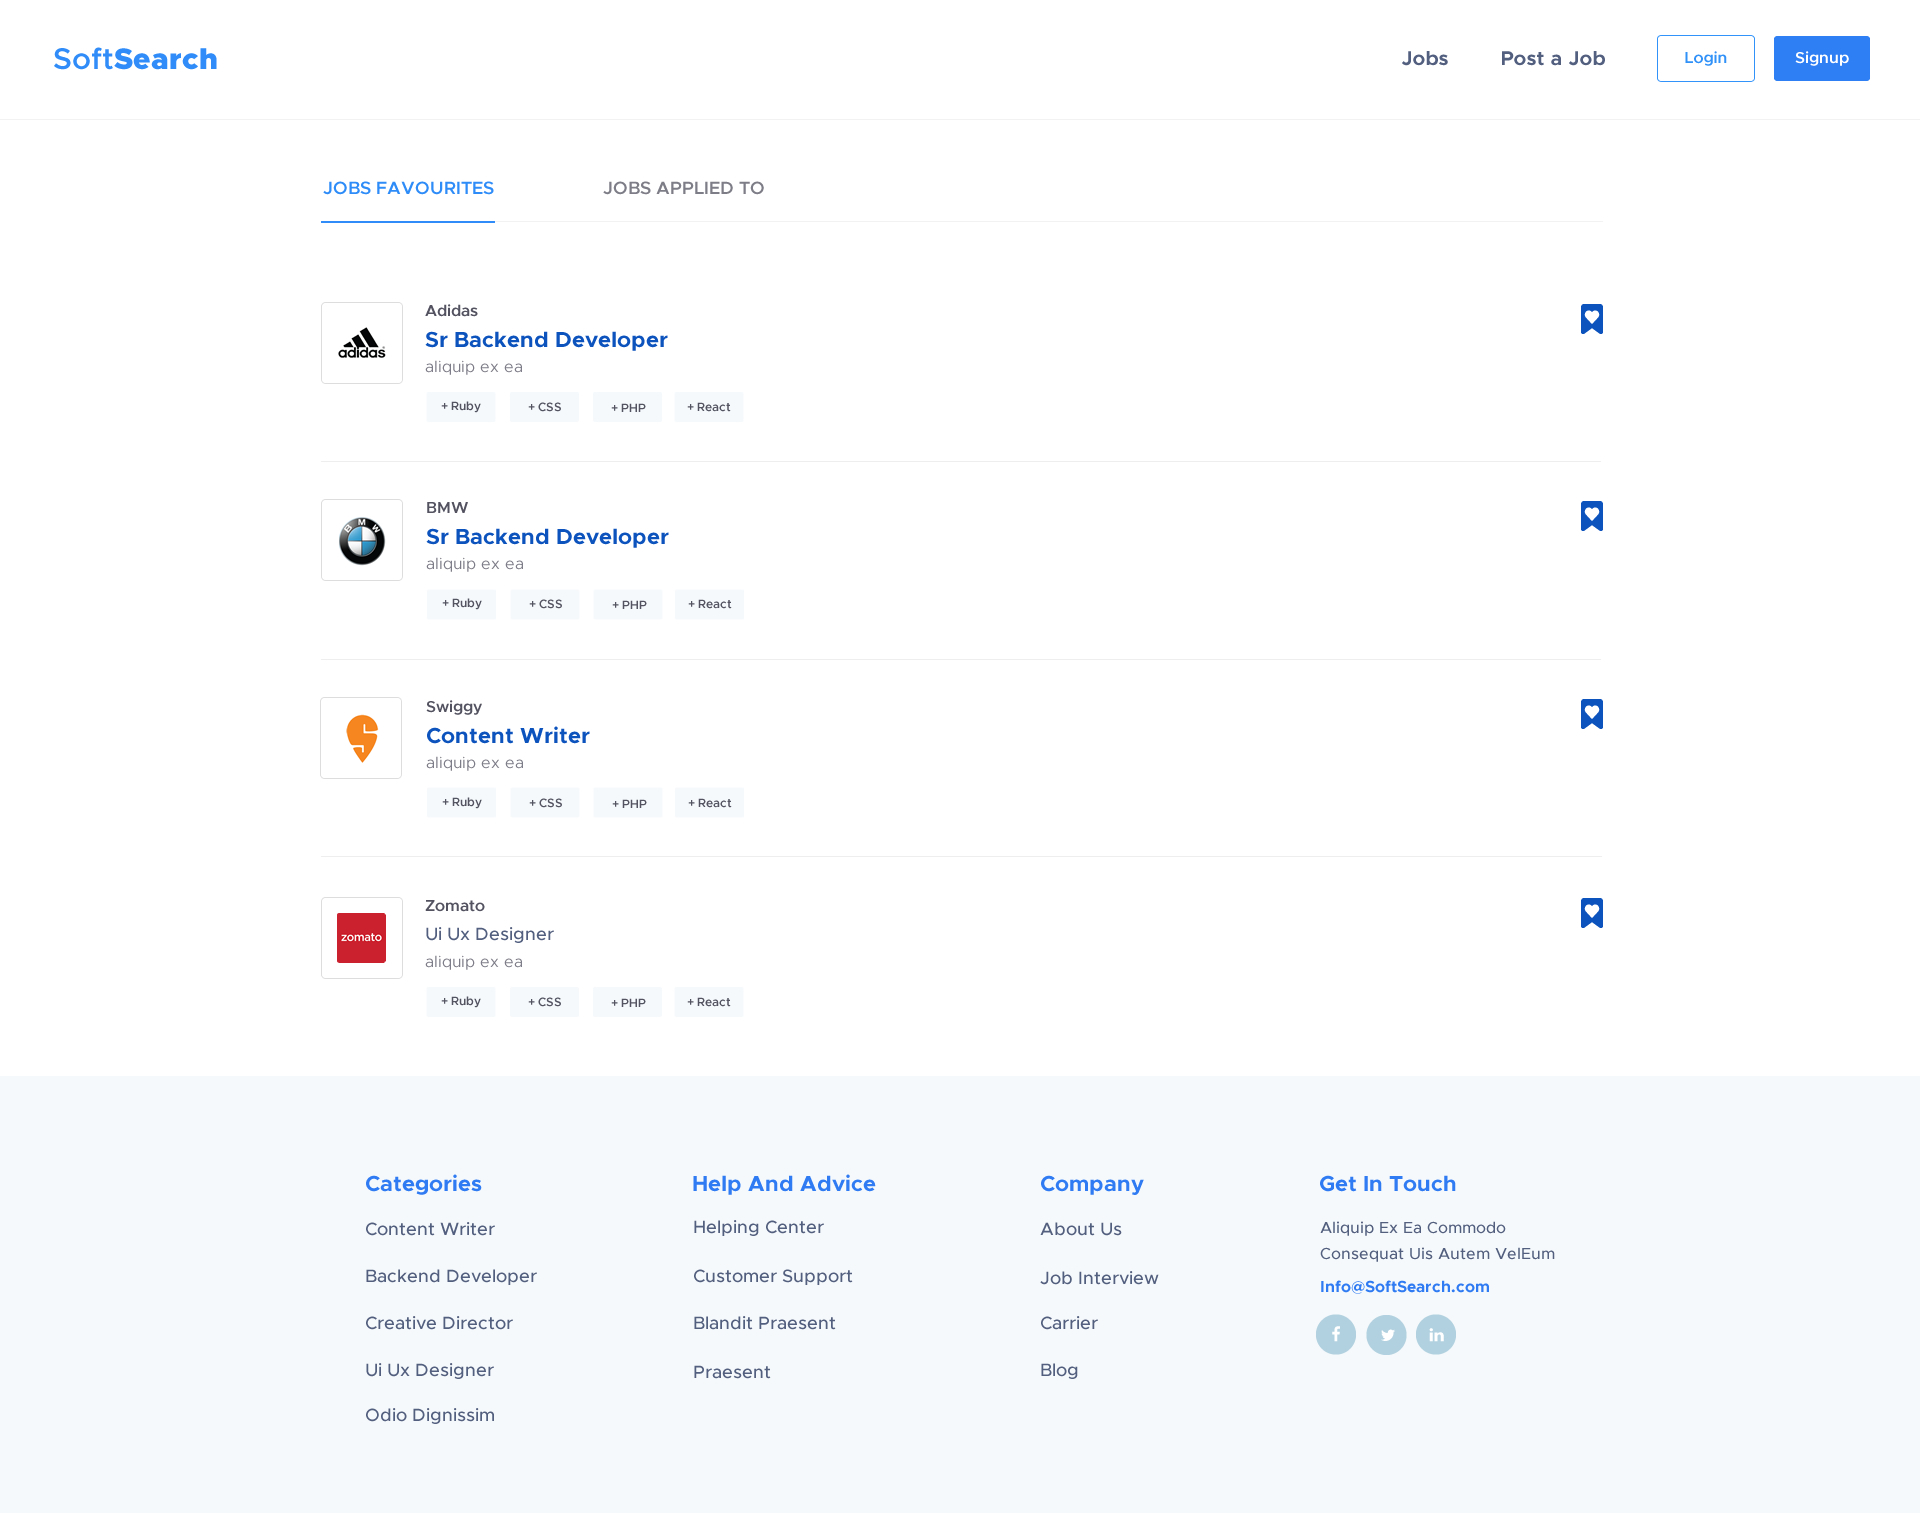 SoftSearch
Jobs
Post a Job
Login
Signup
JOBS FAVOURITES
JOBS APPLIED TO
adidas
Adidas
Sr Backend Developer
aliquip ex ea
+ Ruby
+ CSS
+ PHP
+ React
BMW
BMW
Sr Backend Developer
aliquip ex ea
+ Ruby
+ CSS
+ PHP
+ React
Swiggy
Content Writer
aliquip ex ea
+ Ruby
+ CSS
+ PHP
+ React
zomato
Zomato
Ui Ux Designer
aliquip ex ea
+ Ruby
+ CSS
+ PHP
+ React
Categories
Content Writer
Backend Developer
Creative Director
Ui Ux Designer
Odio Dignissim
Help And Advice
Helping Center
Customer Support
Blandit Praesent
Praesent
Company
About Us
Job Interview
Carrier
Blog
Get In Touch
Aliquip Ex Ea Commodo
Consequat Uis Autem VelEum
Info@SoftSearch.com